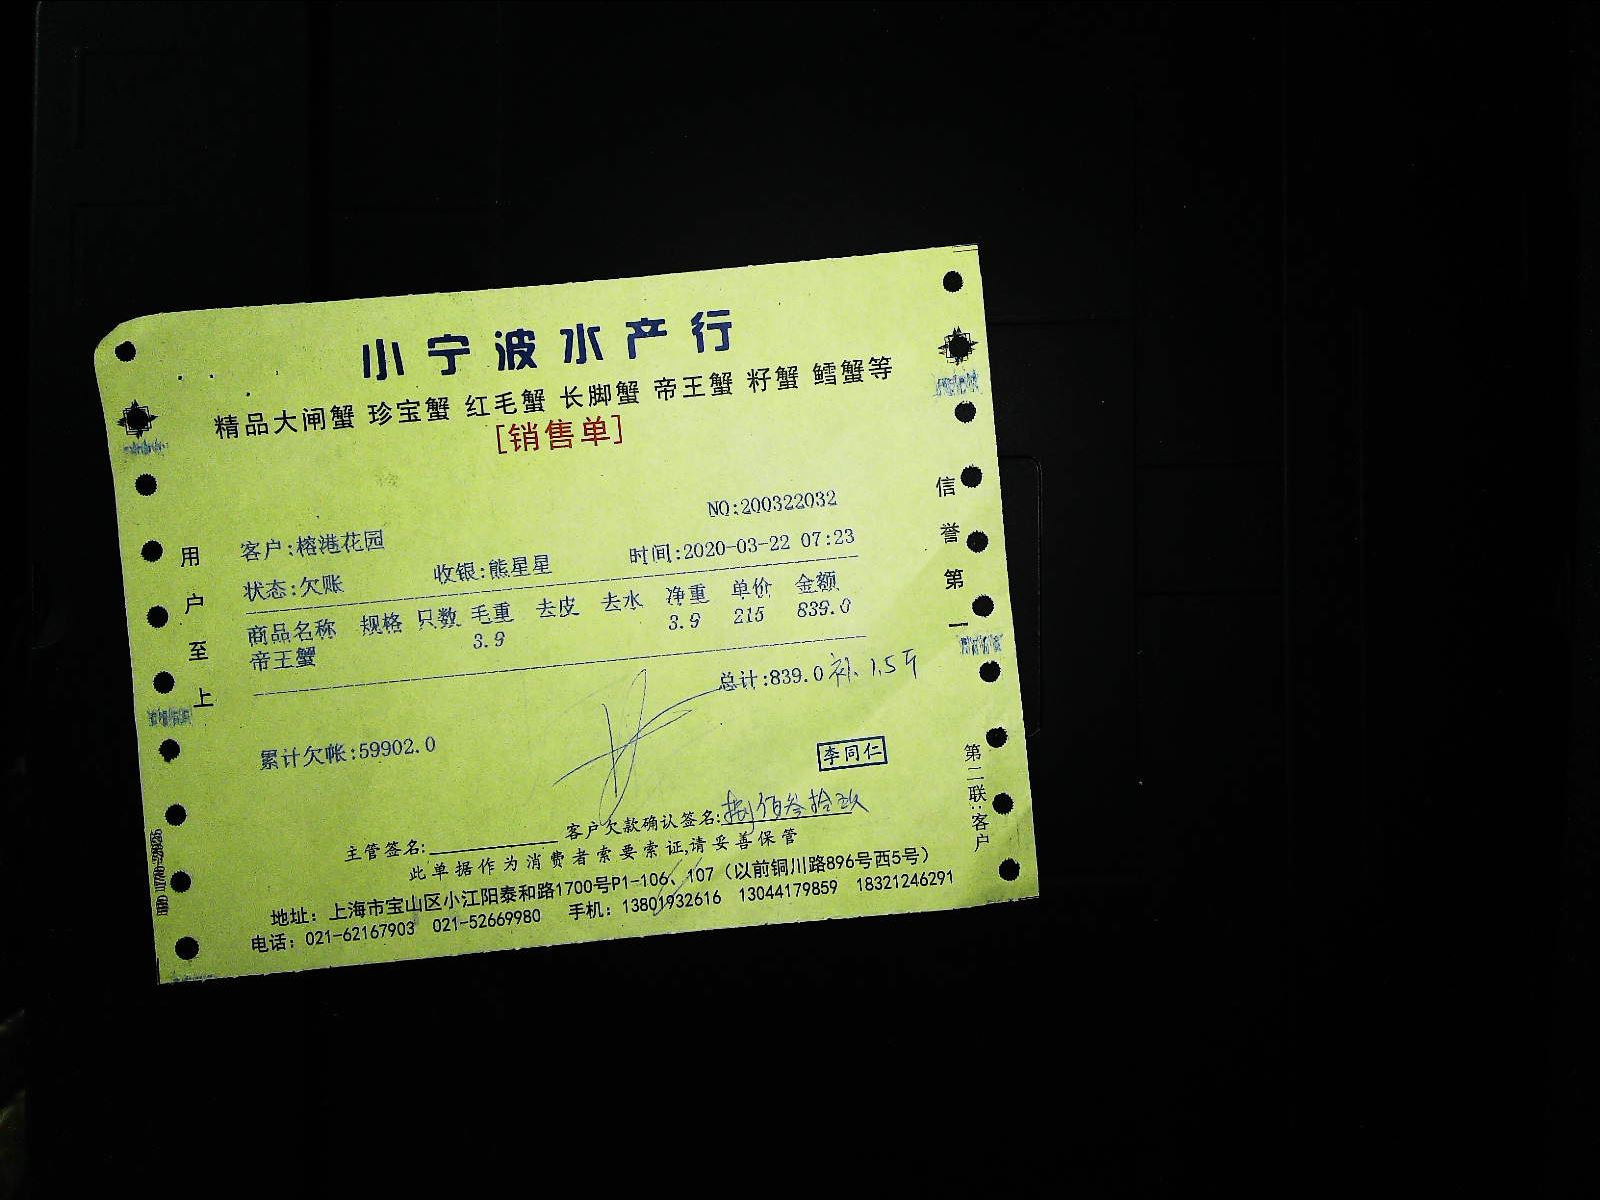 小宁波水产行
精品大闸蟹 珍宝蟹 红毛蟹 长脚蟹 帝王蟹 籽蟹 鳕蟹等
[销售单]
NO:200322032
客户:榕港花园
状态:欠账 收银:熊星星 时间:2020-03-22 07:23
商品名称 规格 只数 毛重 去皮 去水 净重 单价 金额
帝王蟹 3.9 3.9 215 839.0
总计:839.0 补1.5斤
累计欠帐:59902.0
李同仁
主管签名: 客户欠款确认签名:捌佰叁拾玖
此单据作为消费者索要索证,请妥善保管
地址：上海市宝山区小江阳泰和路1700号P1-106、107（以前铜川路896号西5号）
电话：021-62167903 021-52669980 手机：13801932616 13044179859 18321246291
用户至上
信誉第一
第二联:客户